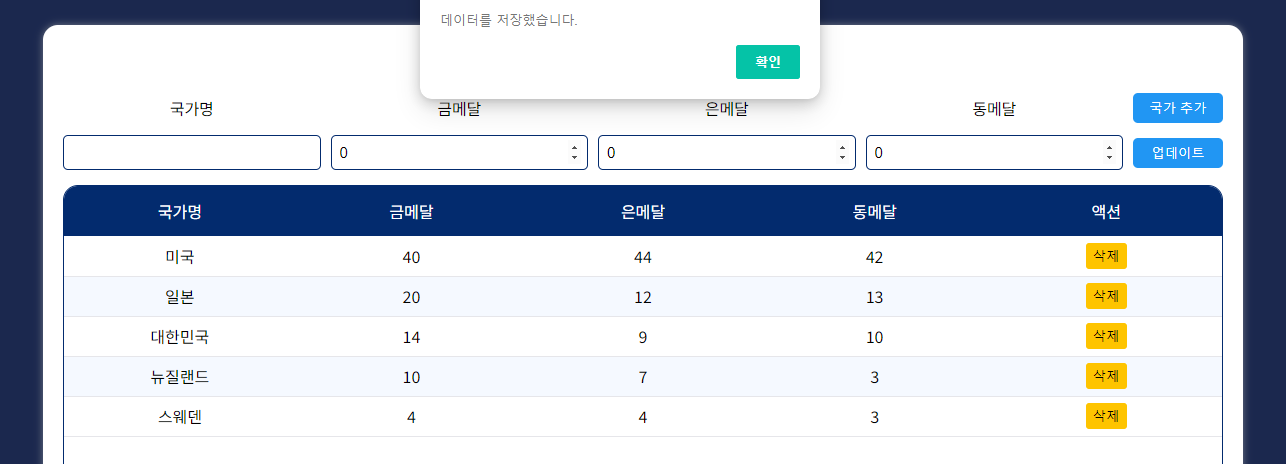 데이터를 저장했습니다.
확인
국가명 금메달 은메달 동메달 국가 추가
0 0 0 업데이트
국가명 금메달 은메달 동메달 액션
미국 40 44 42 삭제
일본 20 12 13 삭제
대한민국 14 9 10 삭제
뉴질랜드 10 7 3 삭제
스웨덴 4 4 3 삭제